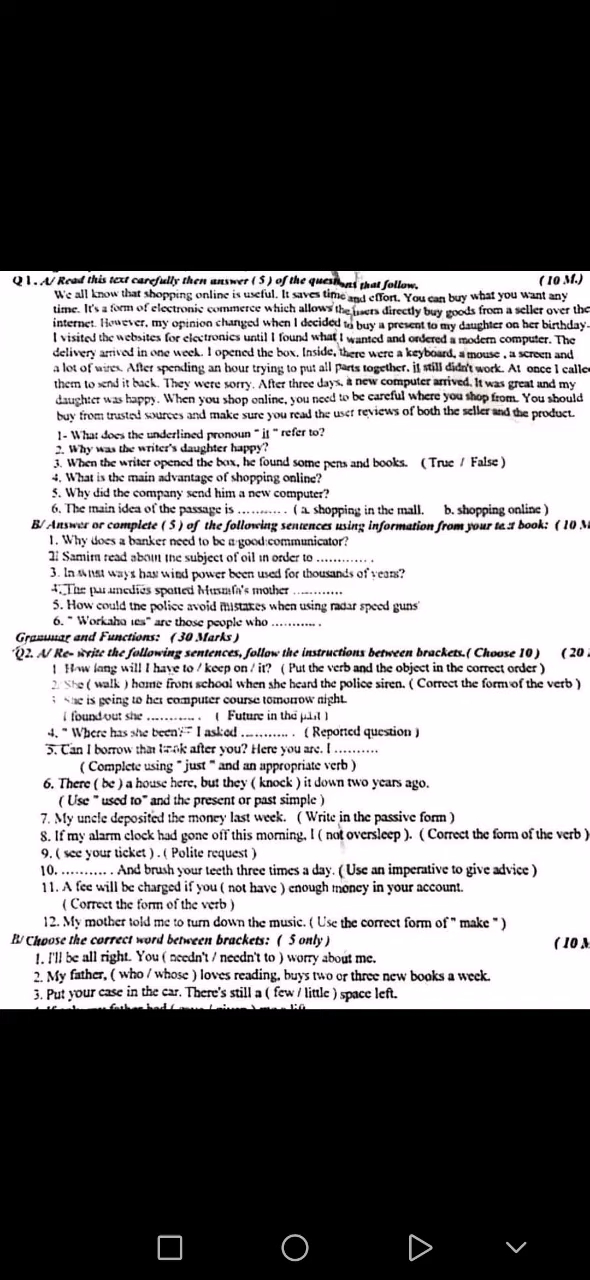 Q1. A/ Read this text carefully then answer ( 5 ) of the questions that follow. ( 10 M.)
We all know that shopping online is useful. It saves time and effort. You can buy what you want any
time. It's a form of electronic commerce which allows the users directly buy goods from a seller over the
internet. However, my opinion changed when I decided to buy a present to my daughter on her birthday.
I visited the websites for electronics until I found what I wanted and ordered a modern computer. The
delivery arrived in one week. I opened the box. Inside, there were a keyboard, a mouse , a screen and
a lot of wires. After spending an hour trying to put all parts together, it still didn't work. At once I calle
them to send it back. They were sorry. After three days, a new computer arrived. It was great and my
daughter was happy. When you shop online, you need to be careful where you shop from. You should
buy from trusted sources and make sure you read the user reviews of both the seller and the product.
1- What does the underlined pronoun " it " refer to?
2. Why was the writer's daughter happy?
3. When the writer opened the box, he found some pens and books. ( True / False )
4. What is the main advantage of shopping online?
5. Why did the company send him a new computer?
6. The main idea of the passage is .......... . ( a. shopping in the mall. b. shopping online )
B/ Answer or complete ( 5 ) of the following sentences using information from your text book: ( 10 M
1. Why does a banker need to be a good communicator?
2. Samim read about the subject of oil in order to ............ .
3. In what ways has wind power been used for thousands of years?
4. The paramedics spotted Mustafa's mother ............
5. How could the police avoid mistakes when using radar speed guns
6. " Workaho ies" are those people who ........... .
Grammar and Functions: ( 30 Marks )
Q2. A/ Re- write the following sentences, follow the instructions between brackets.( Choose 10 ) ( 20
1 How long will I have to / keep on / it? ( Put the verb and the object in the correct order )
2. She ( walk ) home from school when she heard the police siren. ( Correct the form of the verb )
3 She is going to her computer course tomorrow night.
I found out she ............ . ( Future in the past )
4. " Where has she been?" I asked .......... . ( Reported question )
5. Can I borrow that book after you? Here you are. I ..........
( Complete using " just " and an appropriate verb )
6. There ( be ) a house here, but they ( knock ) it down two years ago.
( Use " used to" and the present or past simple )
7. My uncle deposited the money last week. ( Write in the passive form )
8. If my alarm clock had gone off this morning, I ( not oversleep ). ( Correct the form of the verb )
9. ( see your ticket ) . ( Polite request )
10. .......... . And brush your teeth three times a day. ( Use an imperative to give advice )
11. A fee will be charged if you ( not have ) enough money in your account.
( Correct the form of the verb )
12. My mother told me to turn down the music. ( Use the correct form of " make " )
B/ Choose the correct word between brackets: ( 5 only ) ( 10 M
1. I'll be all right. You ( needn't / needn't to ) worry about me.
2. My father, ( who / whose ) loves reading, buys two or three new books a week.
3. Put your case in the car. There's still a ( few / little ) space left.